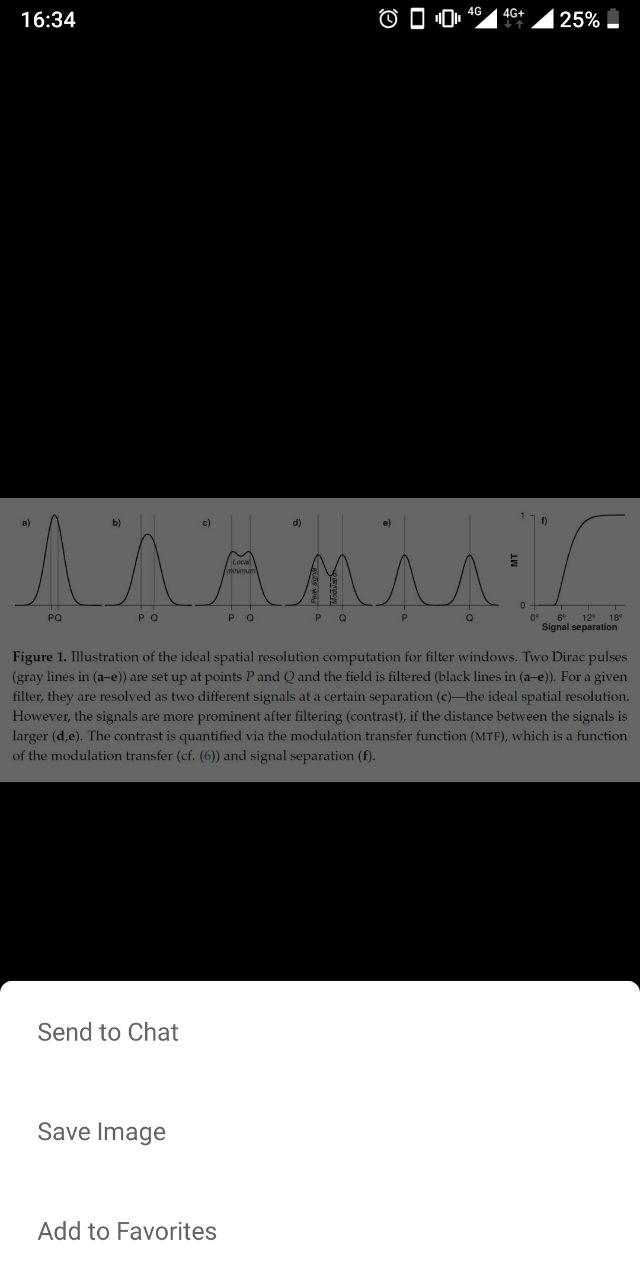 16:34
4G 4G+ 25%
a) b) c) d) e) f)
Local
minimum
Peak signal
Modulation
PQ P Q P Q P Q P Q
MT
1
0
0° 6° 12° 18°
Signal separation
Figure 1. Illustration of the ideal spatial resolution computation for filter windows. Two Dirac pulses
(gray lines in (a–e)) are set up at points P and Q and the field is filtered (black lines in (a–e)). For a given
filter, they are resolved as two different signals at a certain separation (c)—the ideal spatial resolution.
However, the signals are more prominent after filtering (contrast), if the distance between the signals is
larger (d,e). The contrast is quantified via the modulation transfer function (MTF), which is a function
of the modulation transfer (cf. (6)) and signal separation (f).
Send to Chat
Save Image
Add to Favorites